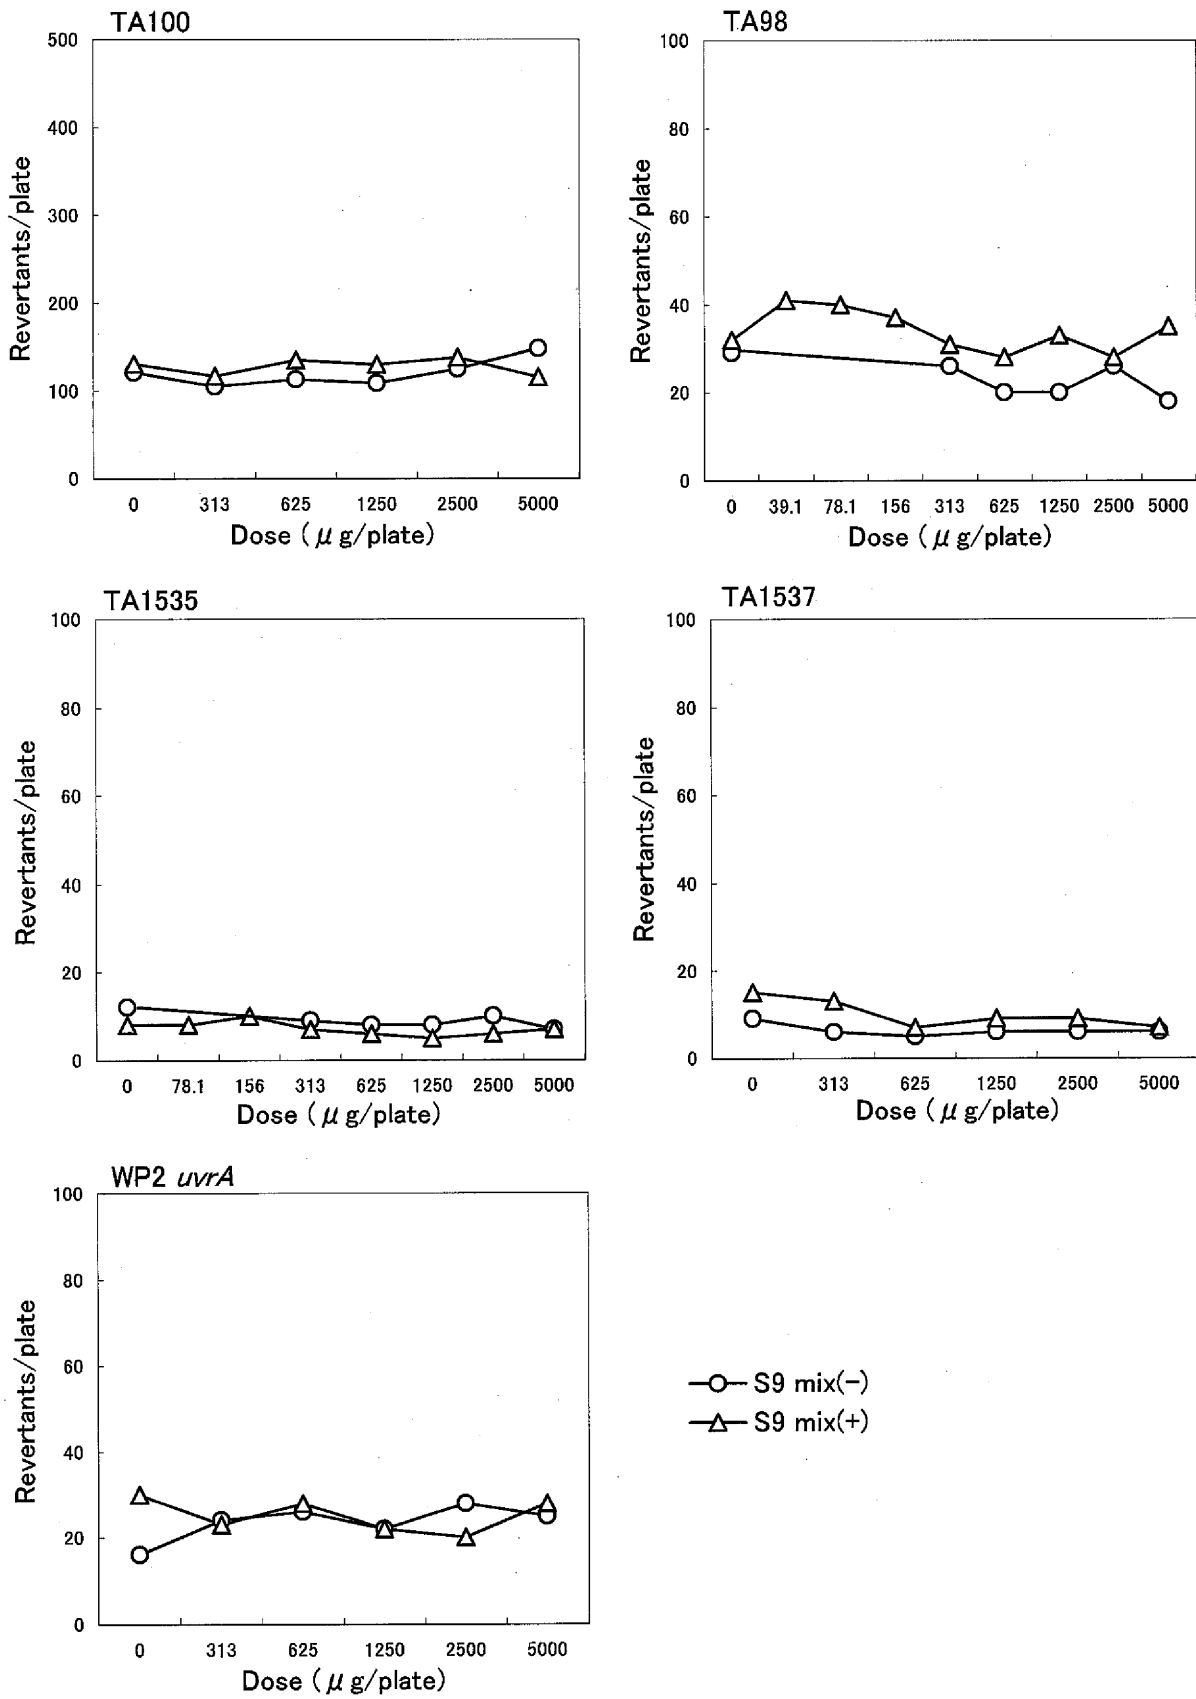 TA100
500
400
300
200
100
0
Revertants/plate
0 313 625 1250 2500 5000
Dose (μg/plate)
TA98
100
80
60
40
20
0
Revertants/plate
0 39.1 78.1 156 313 625 1250 2500 5000
Dose (μg/plate)
TA1535
100
80
60
40
20
0
Revertants/plate
0 78.1 156 313 625 1250 2500 5000
Dose (μg/plate)
TA1537
100
80
60
40
20
0
Revertants/plate
0 313 625 1250 2500 5000
Dose (μg/plate)
WP2 uvrA
100
80
60
40
20
0
Revertants/plate
0 313 625 1250 2500 5000
Dose (μg/plate)
S9 mix(-)
S9 mix(+)